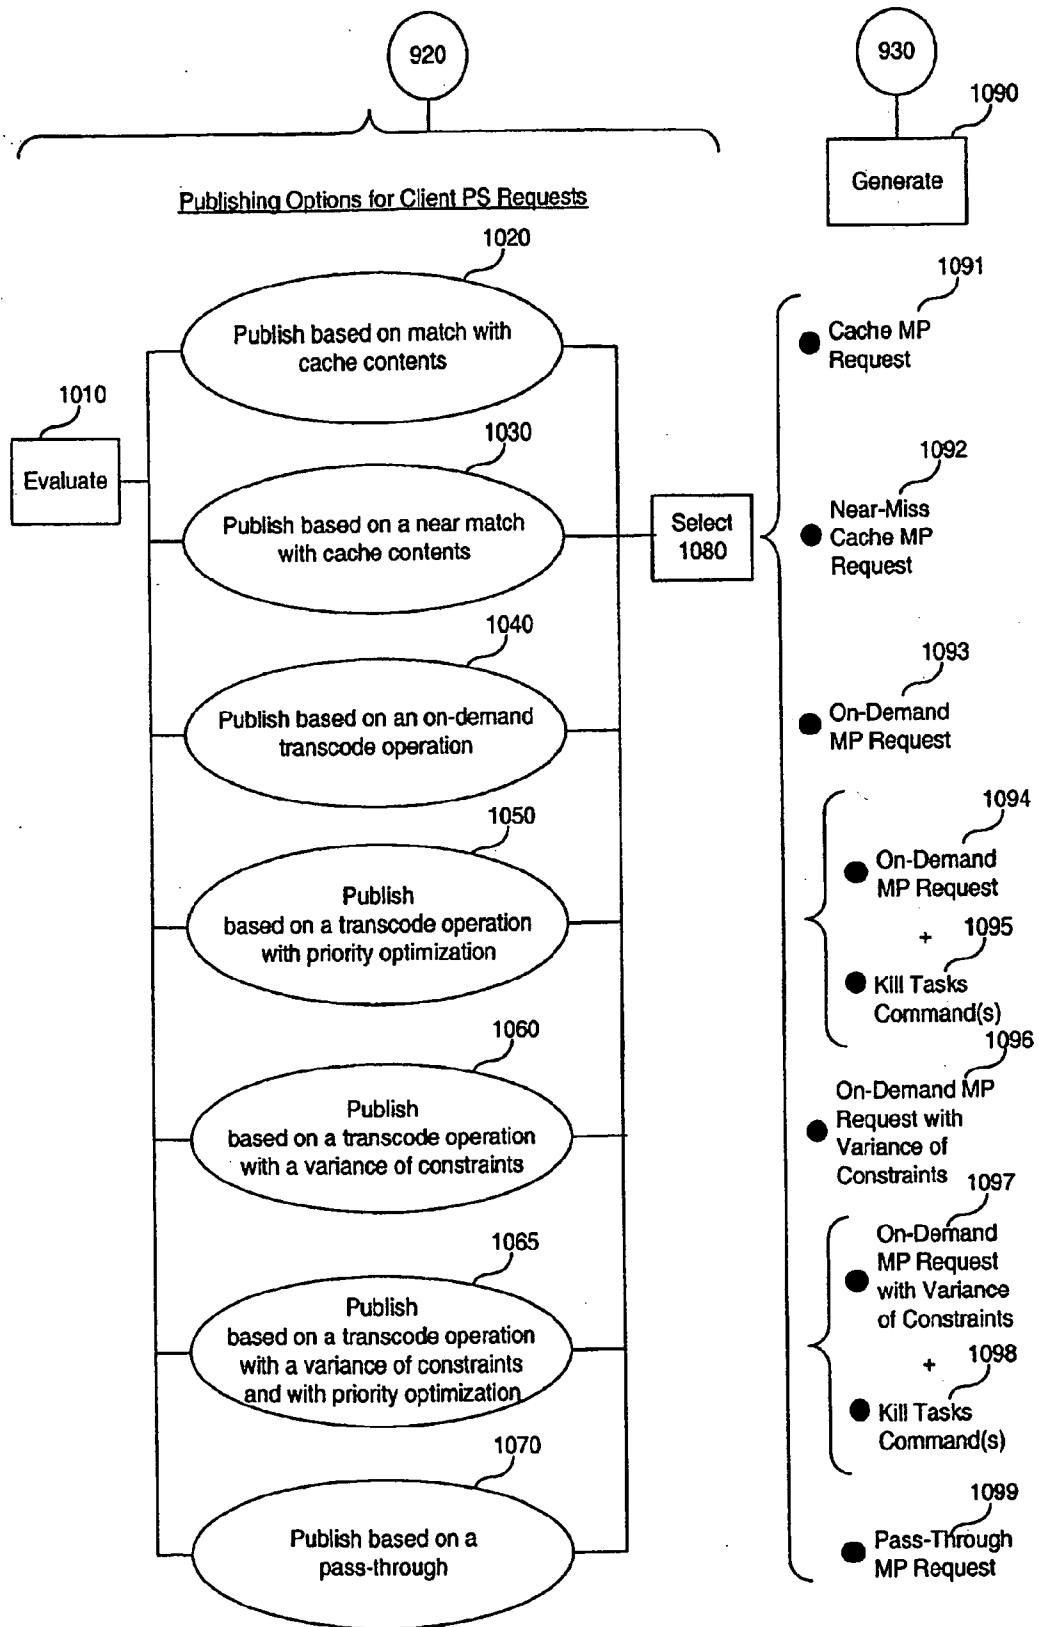 920
930
1090
Generate
Publishing Options for Client PS Requests
1020
Publish based on match with
cache contents
1010
Evaluate
1030
Publish based on a near match
with cache contents
1040
Publish based on an on-demand
transcode operation
1050
Publish
based on a transcode operation
with priority optimization
1060
Publish
based on a transcode operation
with a variance of constraints
1065
Publish
based on a transcode operation
with a variance of constraints
and with priority optimization
1070
Publish based on a
pass-through
Select
1080
1091
Cache MP
Request
1092
Near-Miss
Cache MP
Request
1093
On-Demand
MP Request
1094
On-Demand
MP Request
+
1095
Kill Tasks
Command(s)
1096
On-Demand MP
Request with
Variance of
Constraints
1097
On-Demand
MP Request
with Variance
of Constraints
+
1098
Kill Tasks
Command(s)
1099
Pass-Through
MP Request